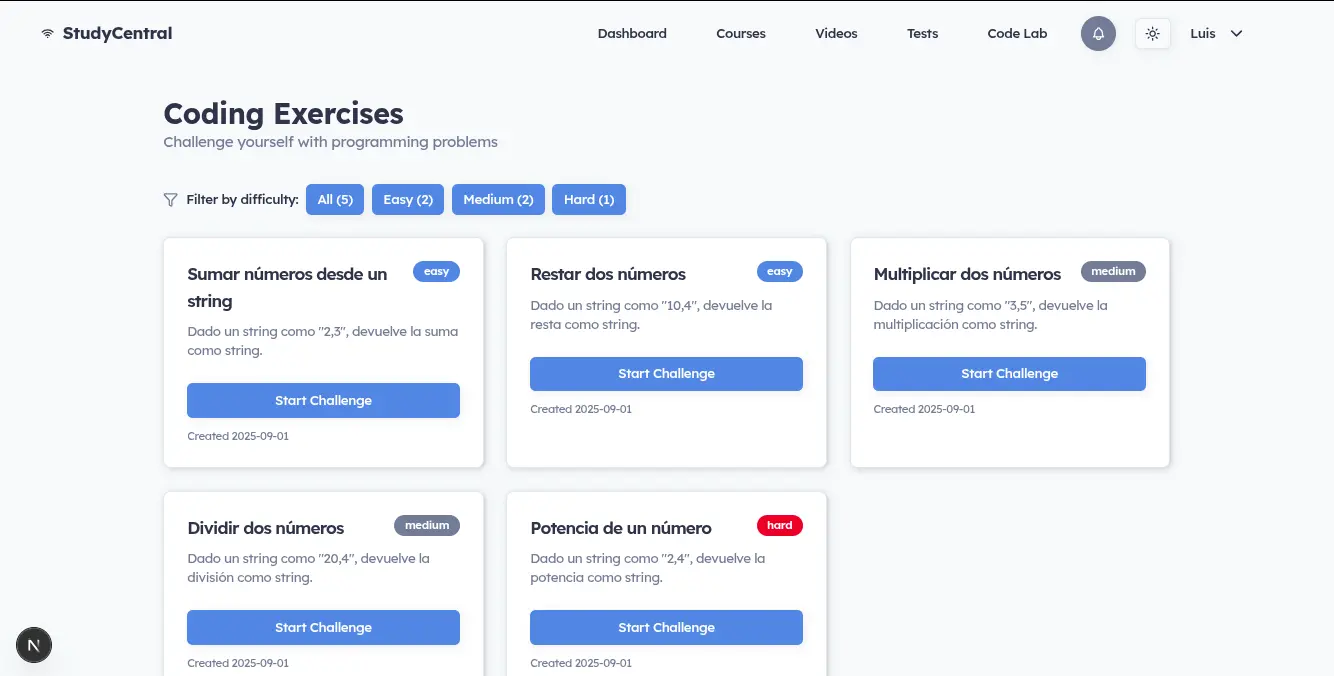 StudyCentral
Dashboard
Courses
Videos
Tests
Code Lab
Luis
Coding Exercises
Challenge yourself with programming problems
Filter by difficulty:
All (5)
Easy (2)
Medium (2)
Hard (1)
Sumar números desde un
string
easy
Dado un string como "2,3", devuelve la suma
como string.
Start Challenge
Created 2025-09-01
Restar dos números
easy
Dado un string como "10,4", devuelve la
resta como string.
Start Challenge
Created 2025-09-01
Multiplicar dos números
medium
Dado un string como "3,5", devuelve la
multiplicación como string.
Start Challenge
Created 2025-09-01
Dividir dos números
medium
Dado un string como "20,4", devuelve la
división como string.
Start Challenge
Created 2025-09-01
Potencia de un número
hard
Dado un string como "2,4", devuelve la
potencia como string.
Start Challenge
Created 2025-09-01
N